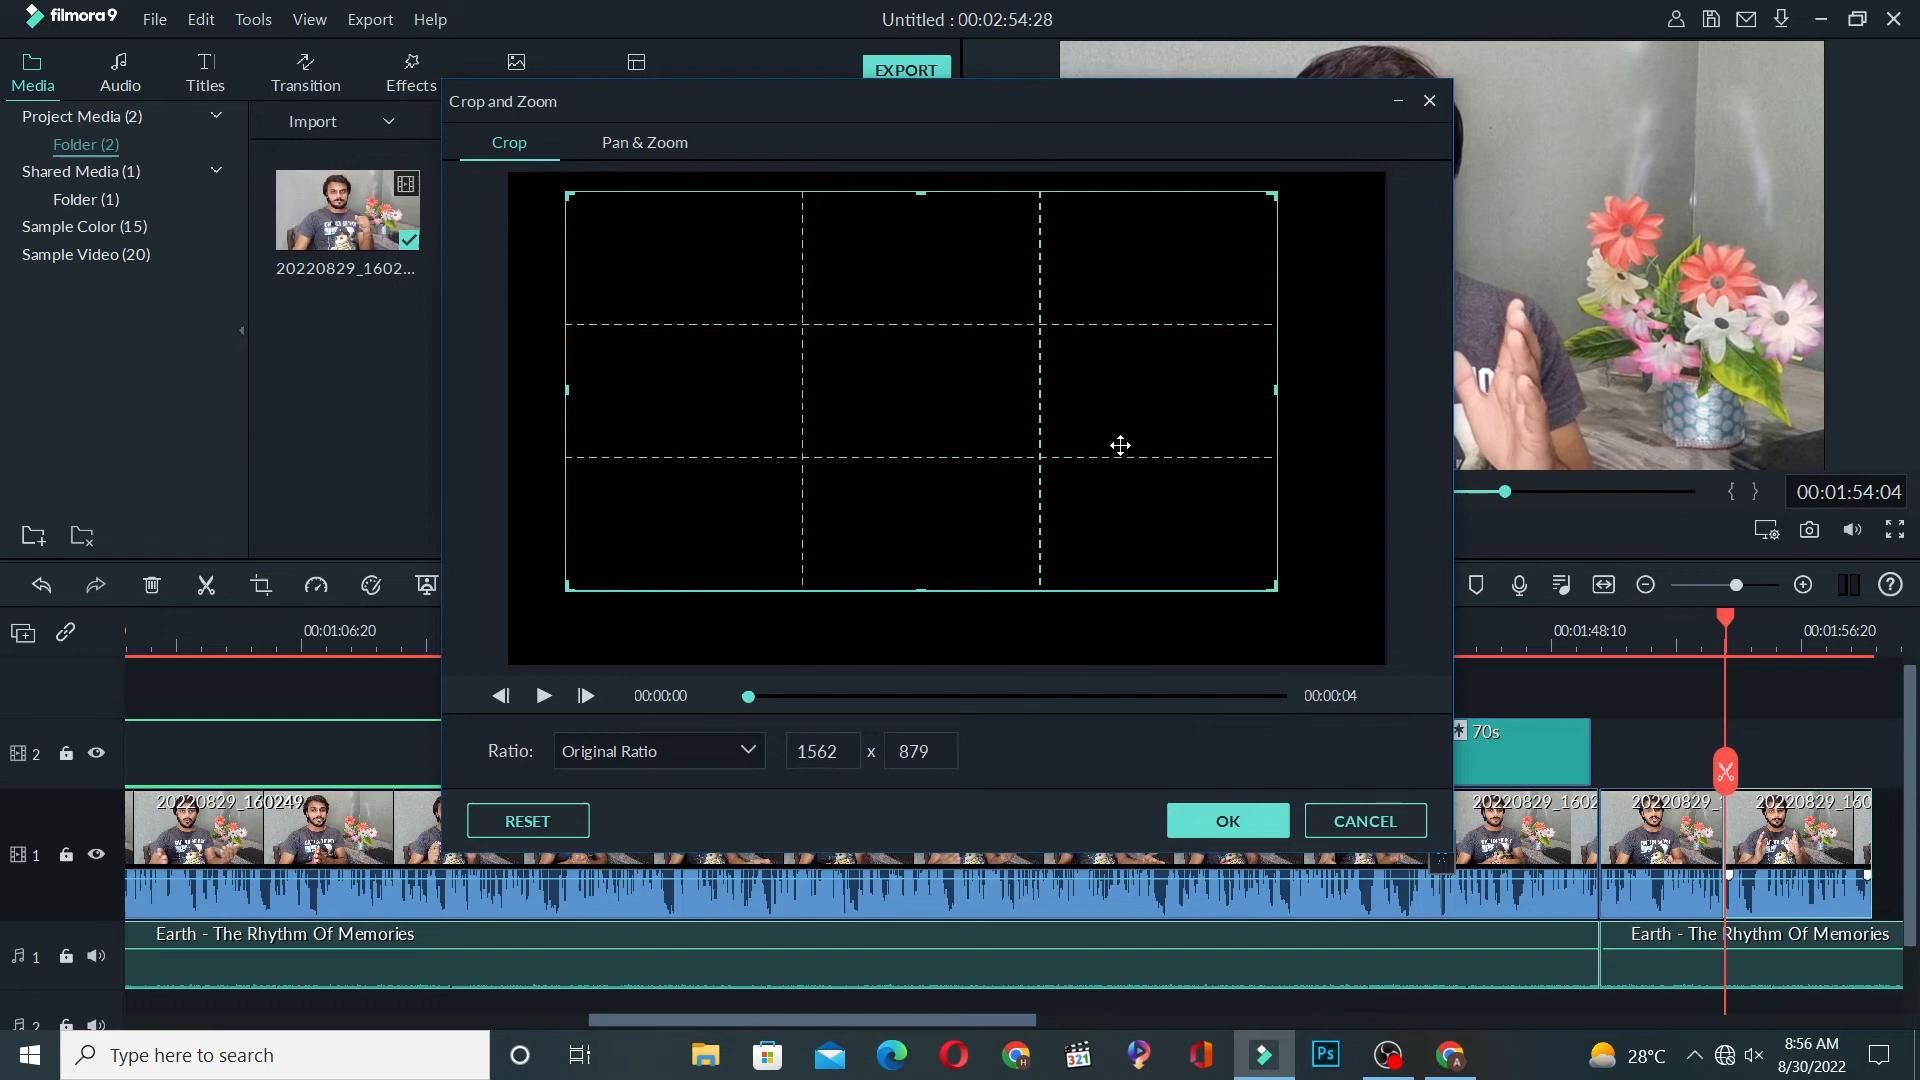 filmora9
File Edit Tools View Export Help
Untitled : 00:02:54:28
Media Audio Titles Transition Effects
EXPORT
Project Media (2)
Folder (2)
Shared Media (1)
Folder (1)
Sample Color (15)
Sample Video (20)
Import
20220829_1602...
Crop and Zoom
Crop Pan & Zoom
00:00:00
00:00:04
Ratio: Original Ratio 1562 x 879
RESET OK CANCEL
{ } 00:01:54:04
00:01:06:20
00:01:48:10
00:01:56:20
2
70s
1
20220829_160249
20220829_1602
20220829_1
20220829_160
1
Earth - The Rhythm Of Memories
Earth - The Rhythm Of Memories
2
Type here to search
321
Ps
28°C
8:56 AM
8/30/2022